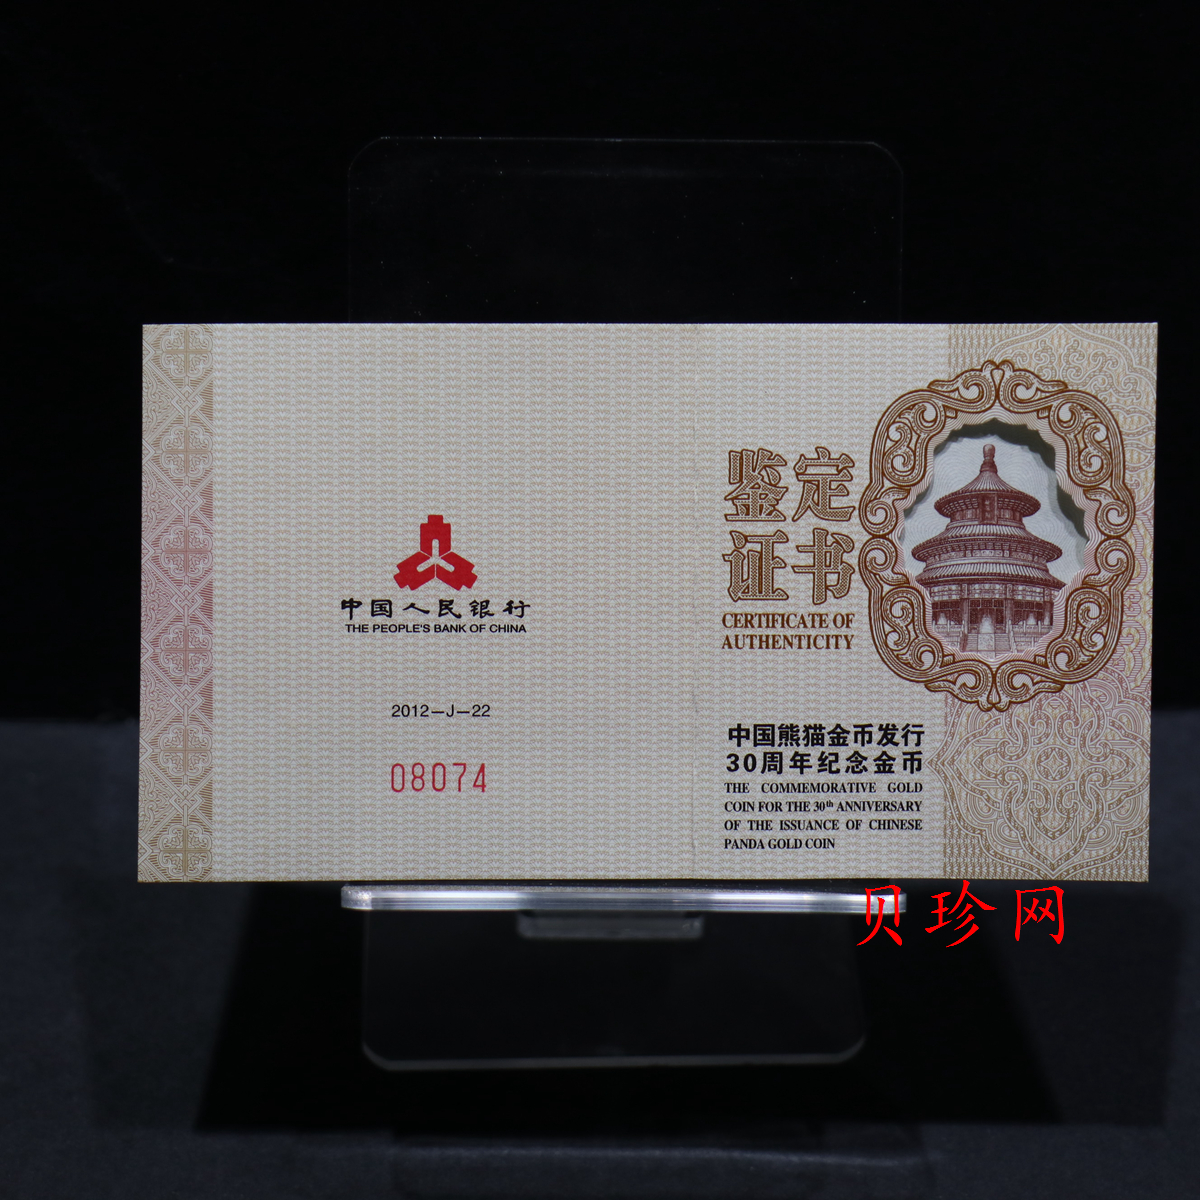 中国人民银行
THE PEOPLE'S BANK OF CHINA
2012-J-22
08074
鉴定
证书
CERTIFICATE OF
AUTHENTICITY
中国熊猫金币发行
30周年纪念金币
THE COMMEMORATIVE GOLD
COIN FOR THE 30th ANNIVERSARY
OF THE ISSUANCE OF CHINESE
PANDA GOLD COIN
贝珍网